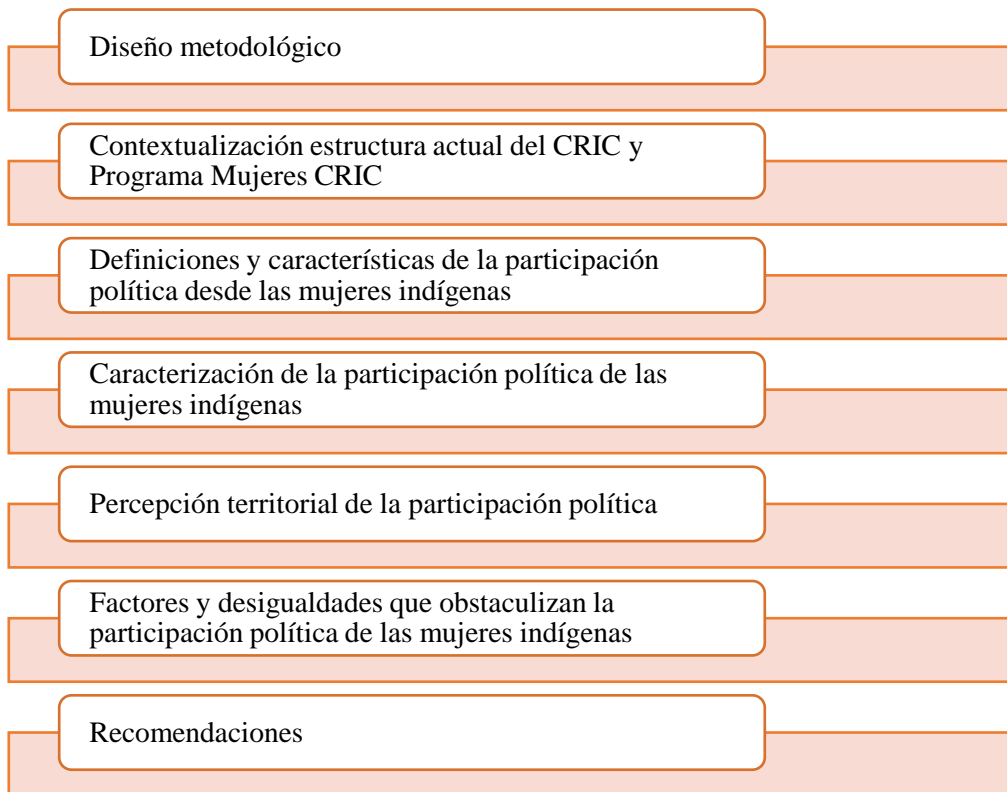 Diseño metodológico
Contextualización estructura actual del CRIC y
Programa Mujeres CRIC
Definiciones y características de la participación
política desde las mujeres indígenas
Caracterización de la participación política de las
mujeres indígenas
Percepción territorial de la participación política
Factores y desigualdades que obstaculizan la
participación política de las mujeres indígenas
Recomendaciones